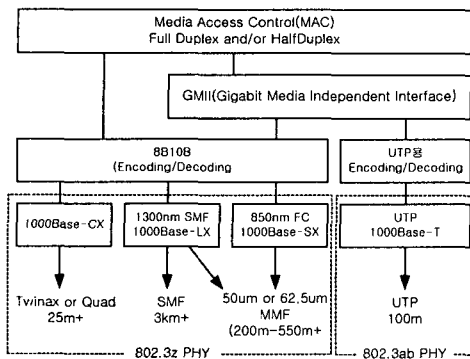 Media Access Control(MAC)
Full Duplex and/or HalfDuplex
GMII(Gigabit Media Independent Interface)
8B10B
(Encoding/Decoding
UTP용
Encoding/Decoding
1000Base-CX
1300nm SMF
1000Base-LX
850nm FC
1000Base-SX
UTP
1000Base-T
Twinax or Quad
25m+
SMF
3km+
50um or 62.5um
MMF
(200m-550m+
UTP
100m
802.3z PHY
802.3ab PHY